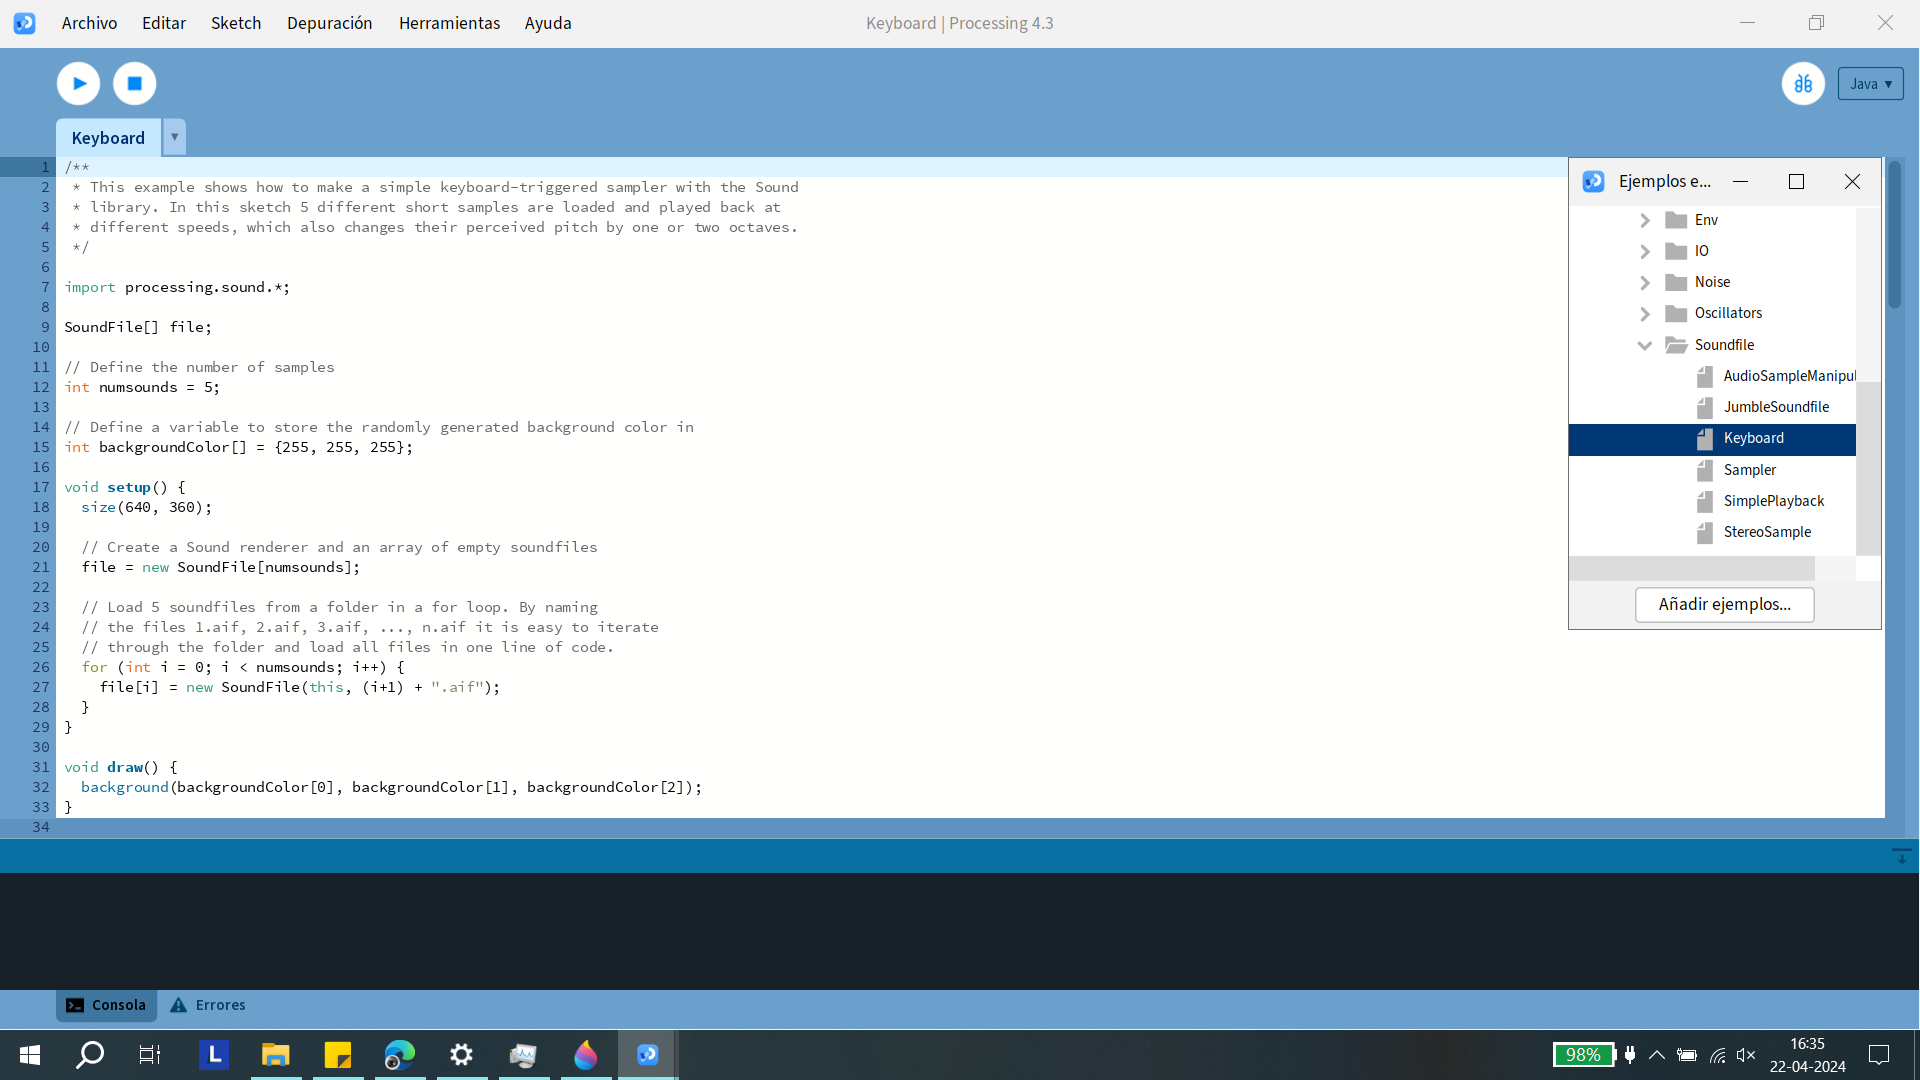 Archivo Editar Sketch Depuración Herramientas Ayuda
Keyboard | Processing 4.3
Java ▾
Keyboard ▾
1 /**
2  * This example shows how to make a simple keyboard-triggered sampler with the Sound
3  * library. In this sketch 5 different short samples are loaded and played back at
4  * different speeds, which also changes their perceived pitch by one or two octaves.
5  */
6
7 import processing.sound.*;
8
9 SoundFile[] file;
10
11 // Define the number of samples
12 int numsounds = 5;
13
14 // Define a variable to store the randomly generated background color in
15 int backgroundColor[] = {255, 255, 255};
16
17 void setup() {
18   size(640, 360);
19
20   // Create a Sound renderer and an array of empty soundfiles
21   file = new SoundFile[numsounds];
22
23   // Load 5 soundfiles from a folder in a for loop. By naming
24   // the files 1.aif, 2.aif, 3.aif, ..., n.aif it is easy to iterate
25   // through the folder and load all files in one line of code.
26   for (int i = 0; i < numsounds; i++) {
27     file[i] = new SoundFile(this, (i+1) + ".aif");
28   }
29 }
30
31 void draw() {
32   background(backgroundColor[0], backgroundColor[1], backgroundColor[2]);
33 }
34
Ejemplos e...
Env
IO
Noise
Oscillators
Soundfile
AudioSampleManipul
JumbleSoundfile
Keyboard
Sampler
SimplePlayback
StereoSample
Añadir ejemplos...
Consola Errores
L
98%
16:35
22-04-2024